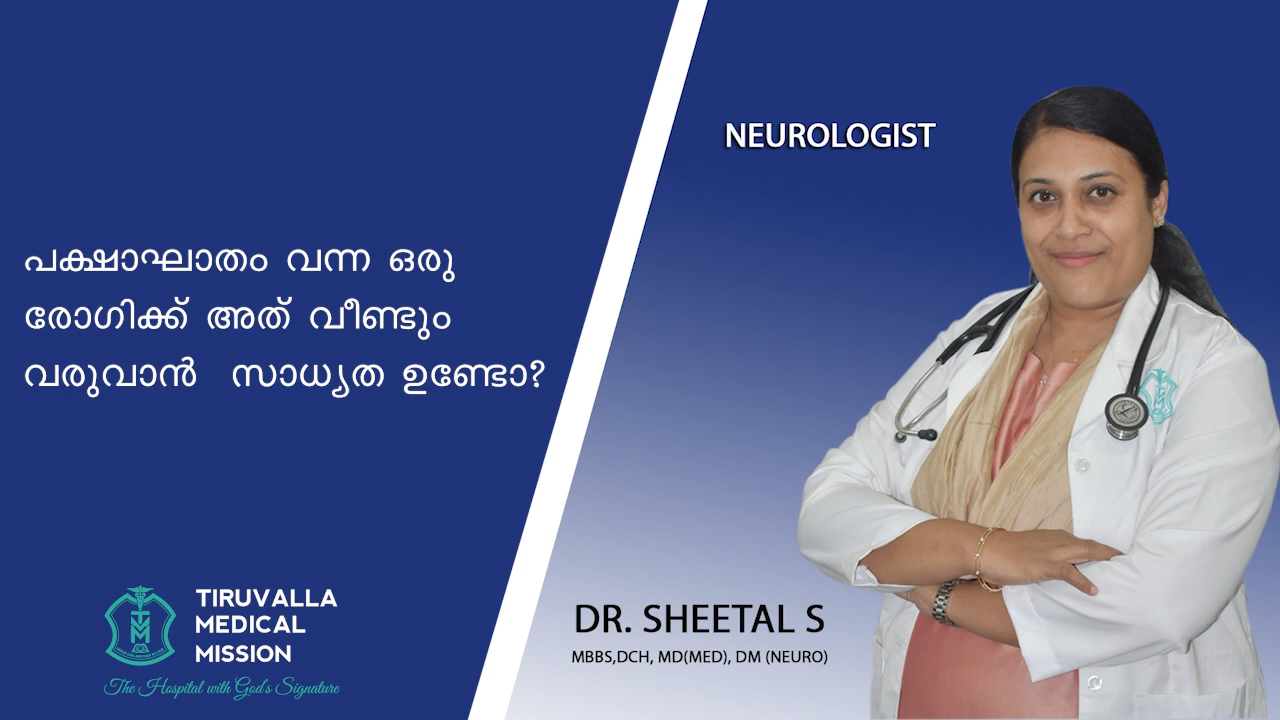 പക്ഷാഘാതം വന്ന ഒരു
രോഗിക്ക് അത് വീണ്ടും
വരുവാൻ സാധ്യത ഉണ്ടോ?
TIRUVALLA
MEDICAL
MISSION
The Hospital with God's Signature
NEUROLOGIST
DR. SHEETAL S
MBBS,DCH, MD(MED), DM (NEURO)